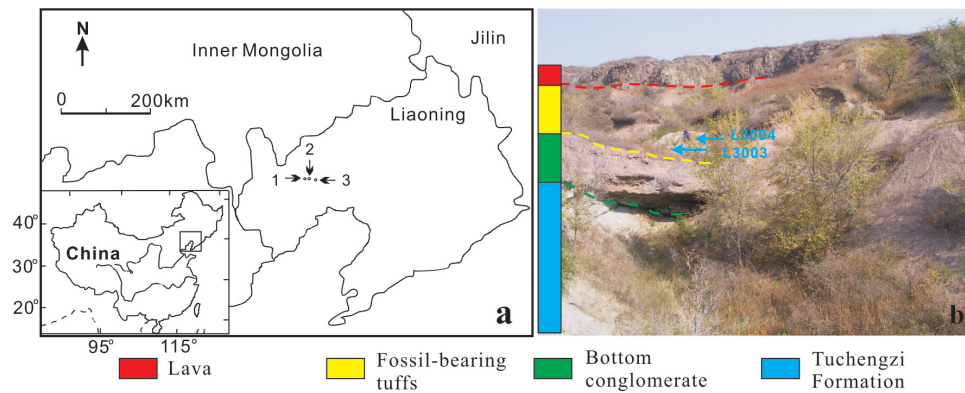 N
Inner Mongolia
Jilin
0 200km
Liaoning
2
1 3
40°
China
30°
20°
95° 115°
a
L3004
L3003
b
Lava
Fossil-bearing
tuffs
Bottom
conglomerate
Tuchengzi
Formation